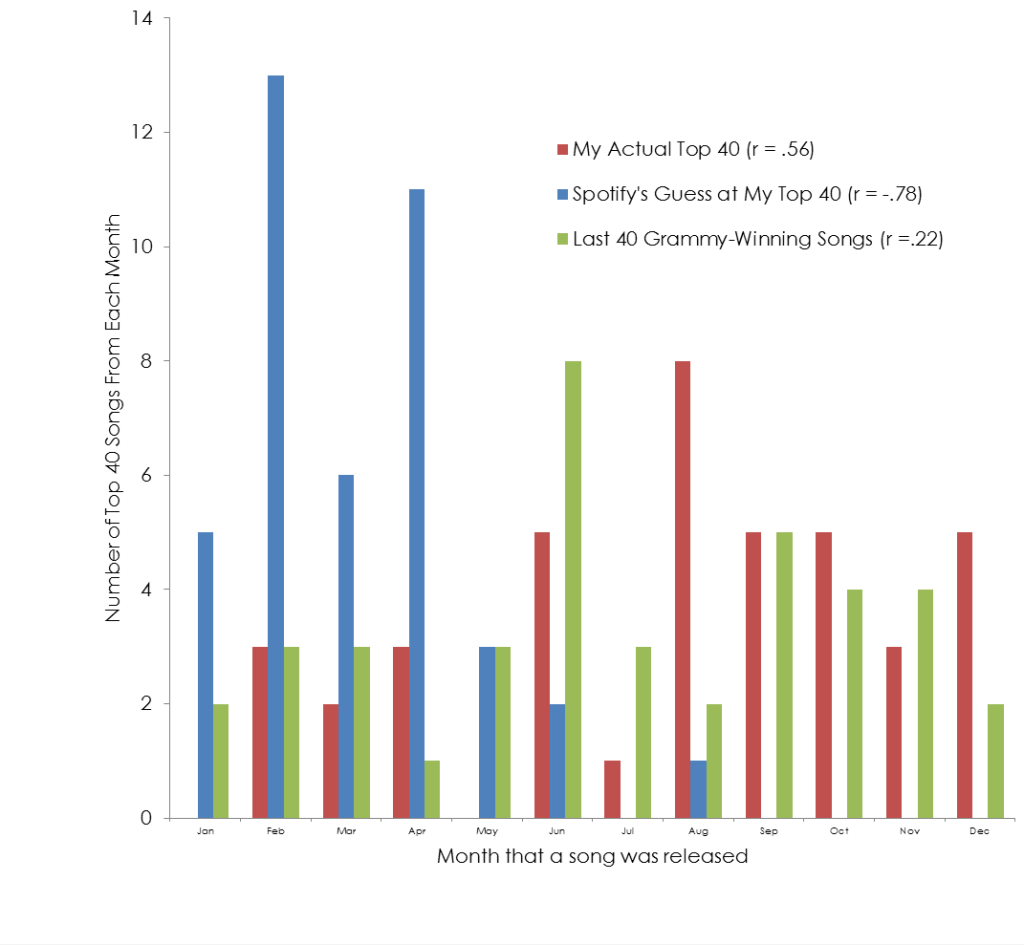 14
12
10
8
6
4
2
0
Number of Top 40 Songs From Each Month
My Actual Top 40 (r = .56)
Spotify's Guess at My Top 40 (r = -.78)
Last 40 Grammy-Winning Songs (r =.22)
Jan Feb Mar Apr May Jun Jul Aug Sep Oct Nov Dec
Month that a song was released